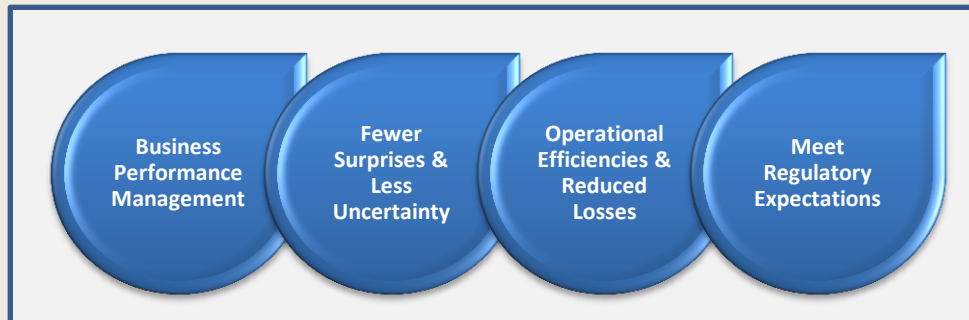 Business
Performance
Management
Fewer
Surprises &
Less
Uncertainty
Operational
Efficiencies &
Reduced
Losses
Meet
Regulatory
Expectations